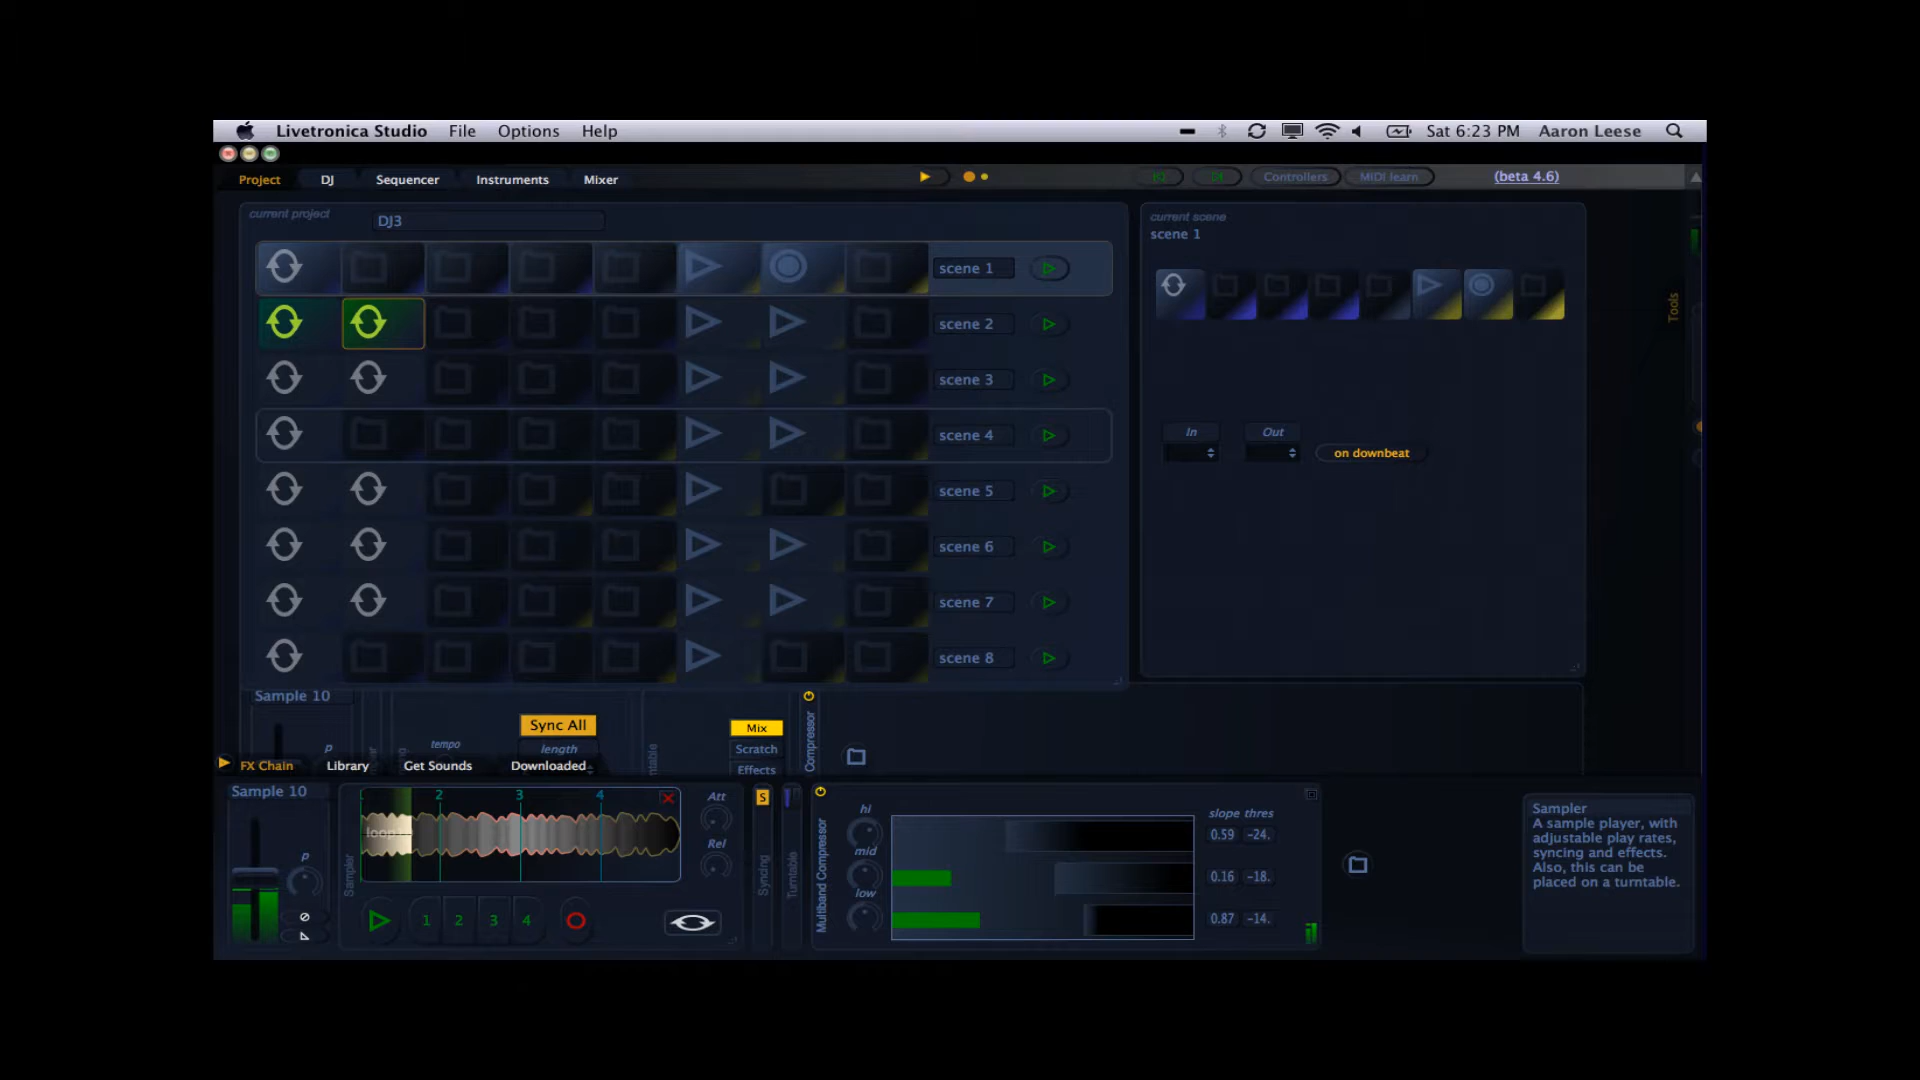 Livetronica Studio File Options Help Sat 6:23 PM Aaron Leese
Project DJ Sequencer Instruments Mixer Controllers MIDI learn (beta 4.6)
current project DJ3
current scene
scene 1
scene 1
scene 2
scene 3
scene 4
scene 5
scene 6
scene 7
scene 8
In Out
on downbeat
Tools
Sample 10
p
tempo
Sync All
length
Mix
Scratch
Effects
Compressor
FX Chain Library Get Sounds Downloaded
Sample 10
p
Sampler
2 3 4
loop
1 2 3 4
Att
Rel
S
Syncing
Turntable
Multiband Compressor
hi
mid
low
slope thres
0.59 -24.
0.16 -18.
0.87 -14.
Sampler
A sample player, with
adjustable play rates,
syncing and effects.
Also, this can be
placed on a turntable.